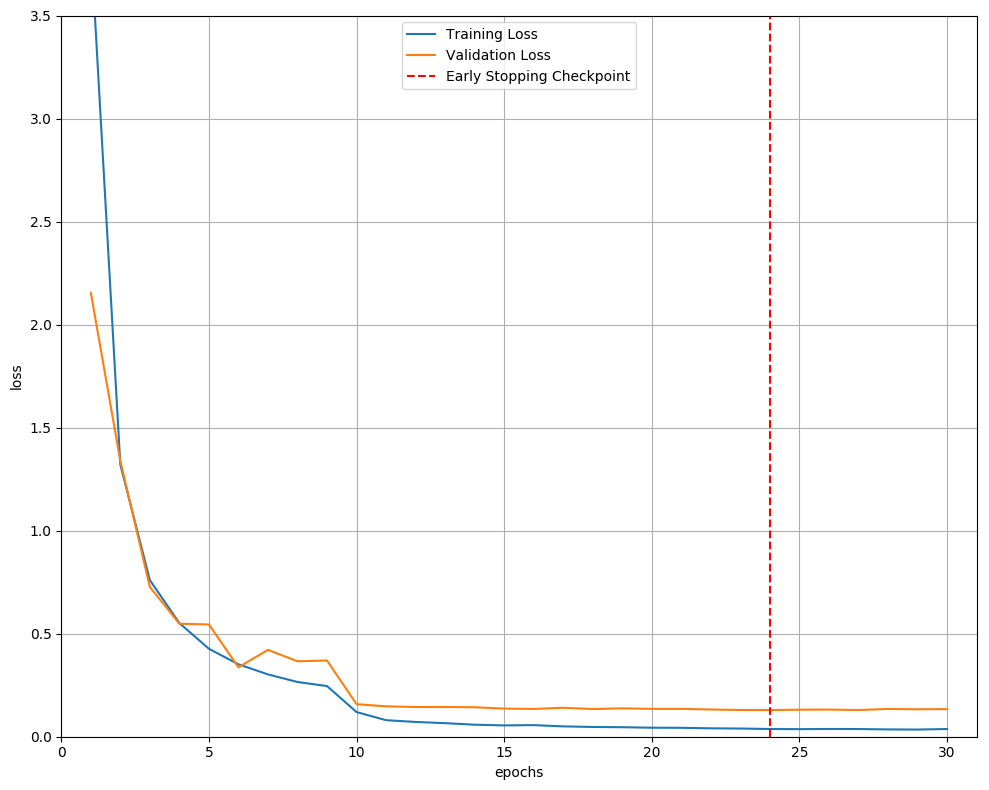 3.5
3.0
2.5
2.0
1.5
1.0
0.5
0.0
loss
Training Loss
Validation Loss
Early Stopping Checkpoint
0 5 10 15 20 25 30
epochs